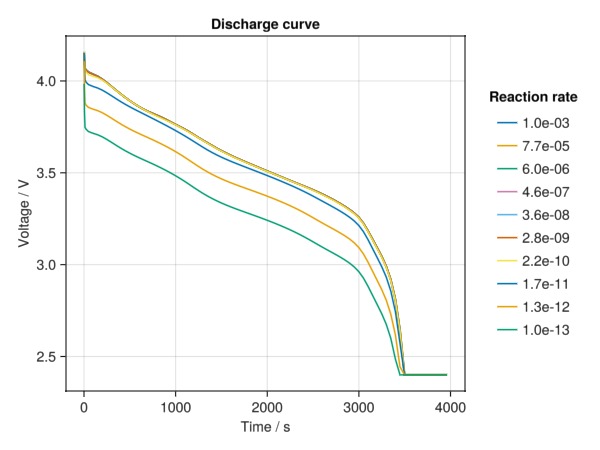 Discharge curve
Voltage / V
4.0
3.5
3.0
2.5
0
1000
2000
3000
4000
Time / s
Reaction rate
1.0e-03
7.7e-05
6.0e-06
4.6e-07
3.6e-08
2.8e-09
2.2e-10
1.7e-11
1.3e-12
1.0e-13